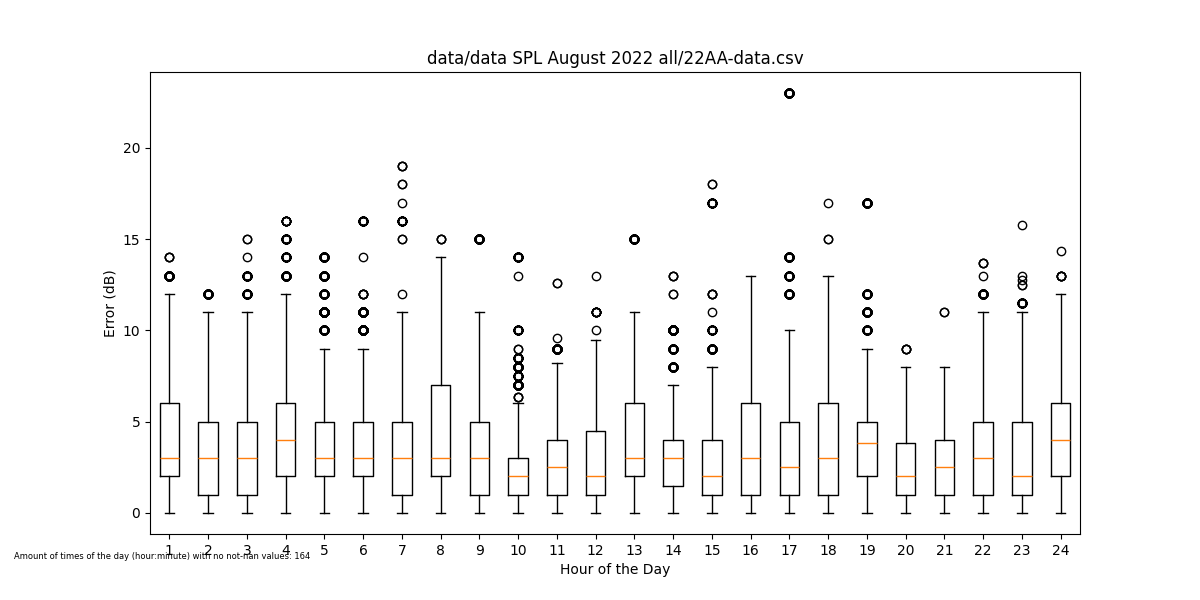 data/data SPL August 2022 all/22AA-data.csv
Error (dB)
20
15
10
5
0
1 2 3 4 5 6 7 8 9 10 11 12 13 14 15 16 17 18 19 20 21 22 23 24
Amount of times of the day (hour:minute) with no not-nan values: 164
Hour of the Day